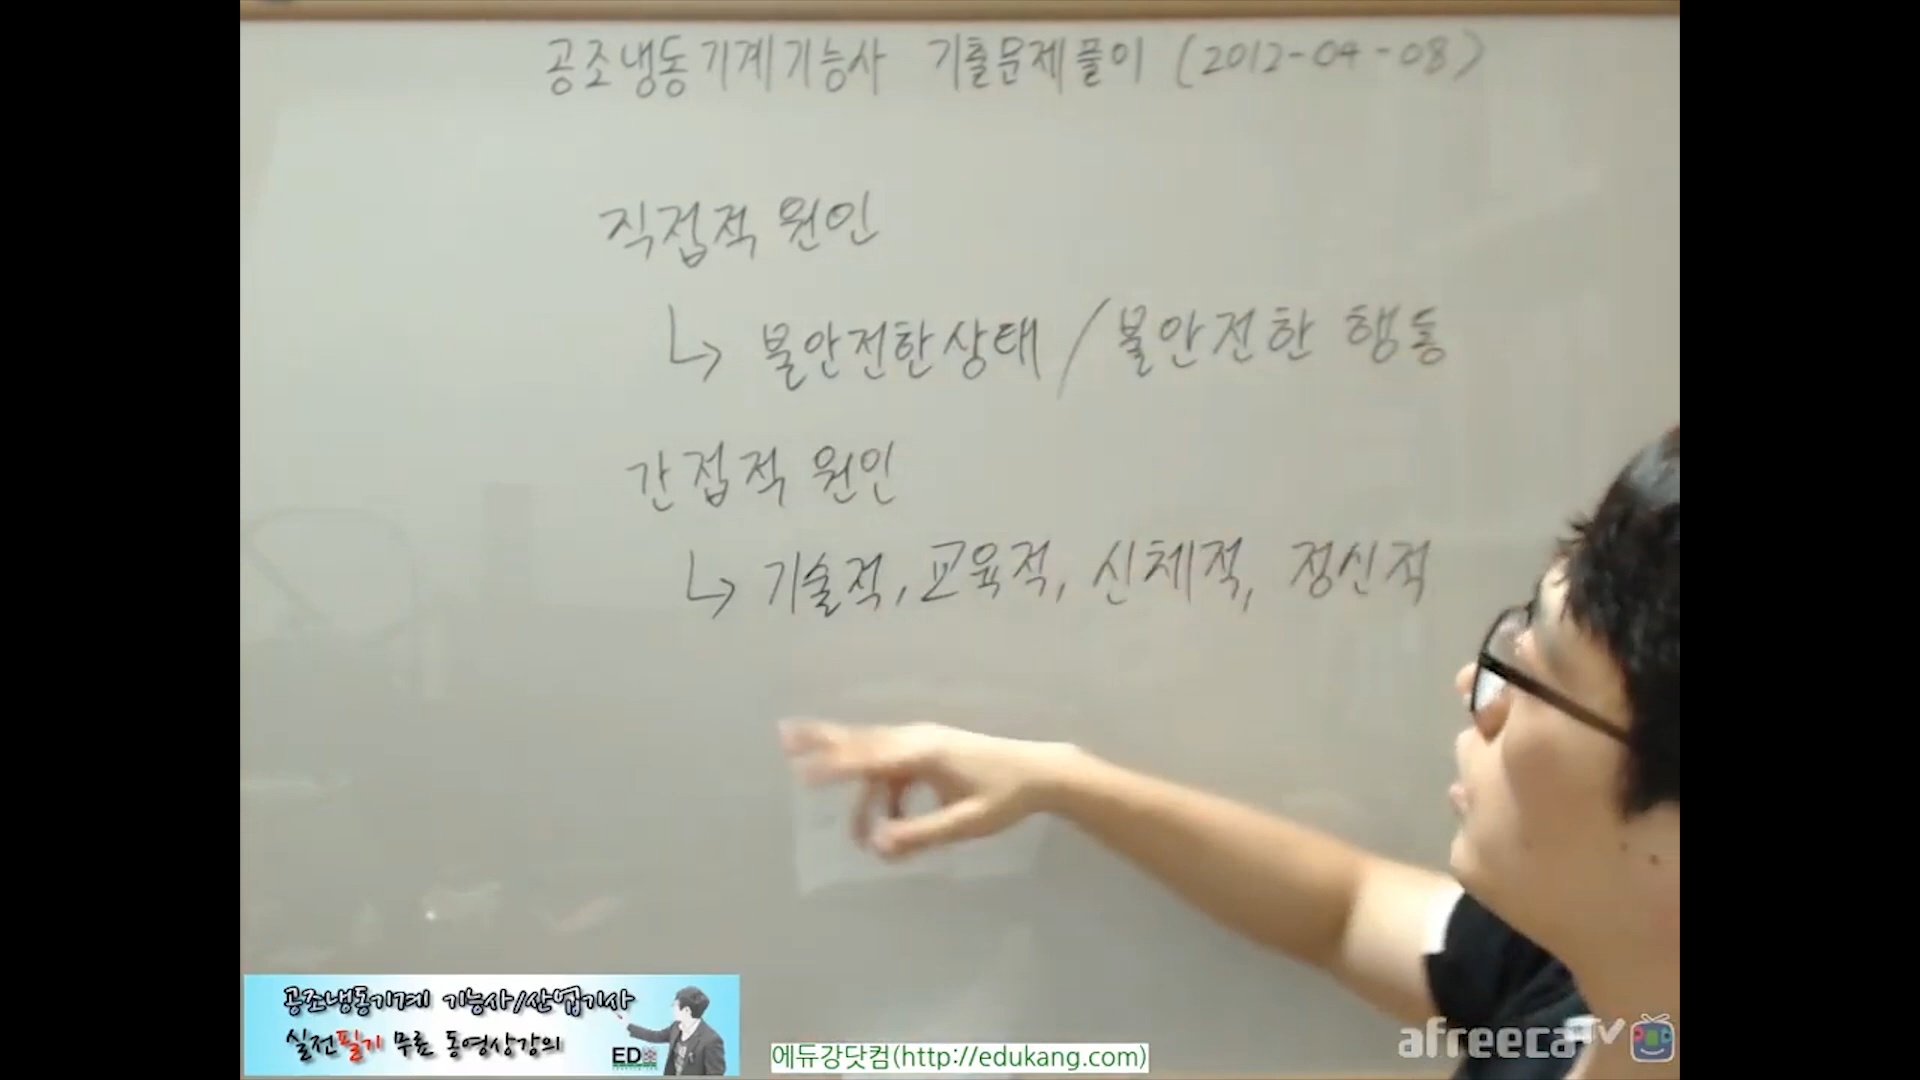 공조냉동기계기능사 기출문제풀이 (2012-04-08)
직접적 원인
↳ 불안전한상태 / 불안전한 행동
간접적 원인
↳ 기술적, 교육적, 신체적, 정신적
공조냉동기계 기능사/산업기사
실전필기 무료 동영상강의
에듀강닷컴(http://edukang.com)
afreecaTV